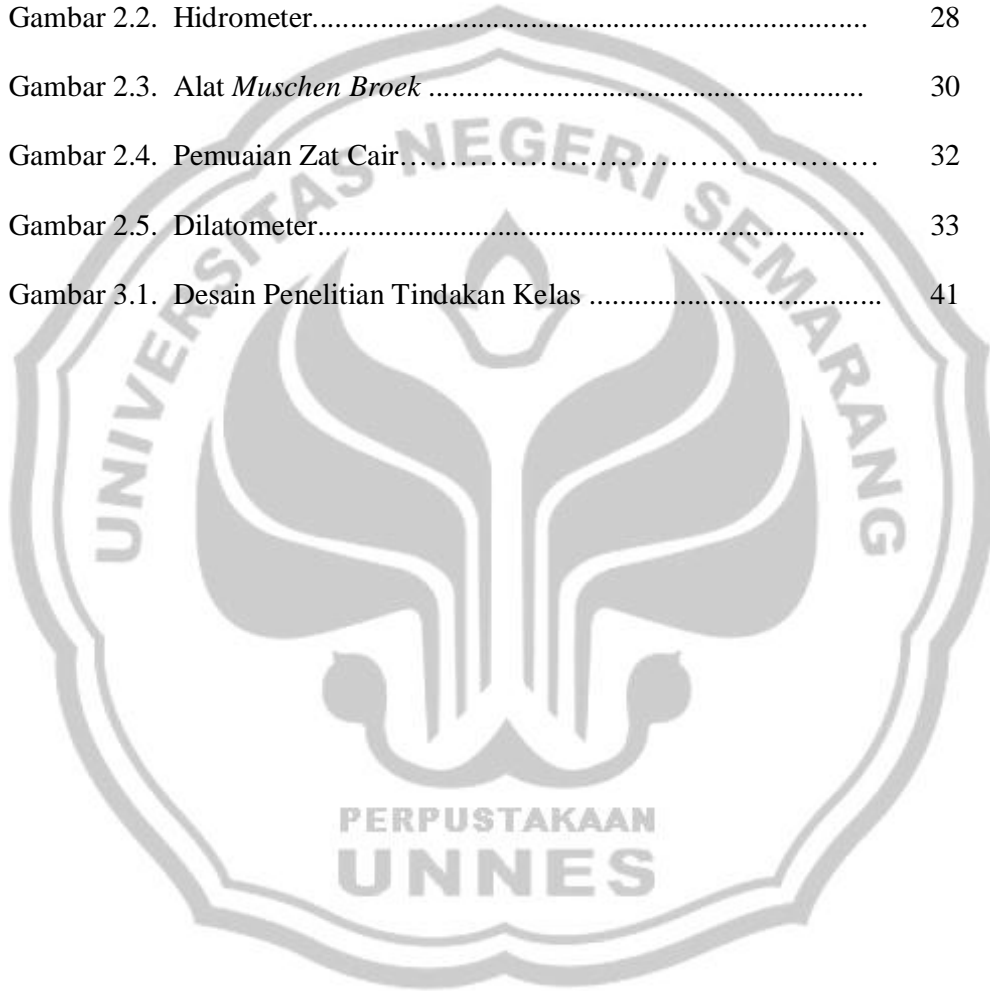 Gambar 2.2. Hidrometer.......................................................................... 28
Gambar 2.3. Alat Muschen Broek .......................................................... 30
Gambar 2.4. Pemuaian Zat Cair………………………………………… 32
Gambar 2.5. Dilatometer......................................................................... 33
Gambar 3.1. Desain Penelitian Tindakan Kelas ....................................... 41
UNIVERSITAS NEGERI SEMARANG
PERPUSTAKAAN
UNNES